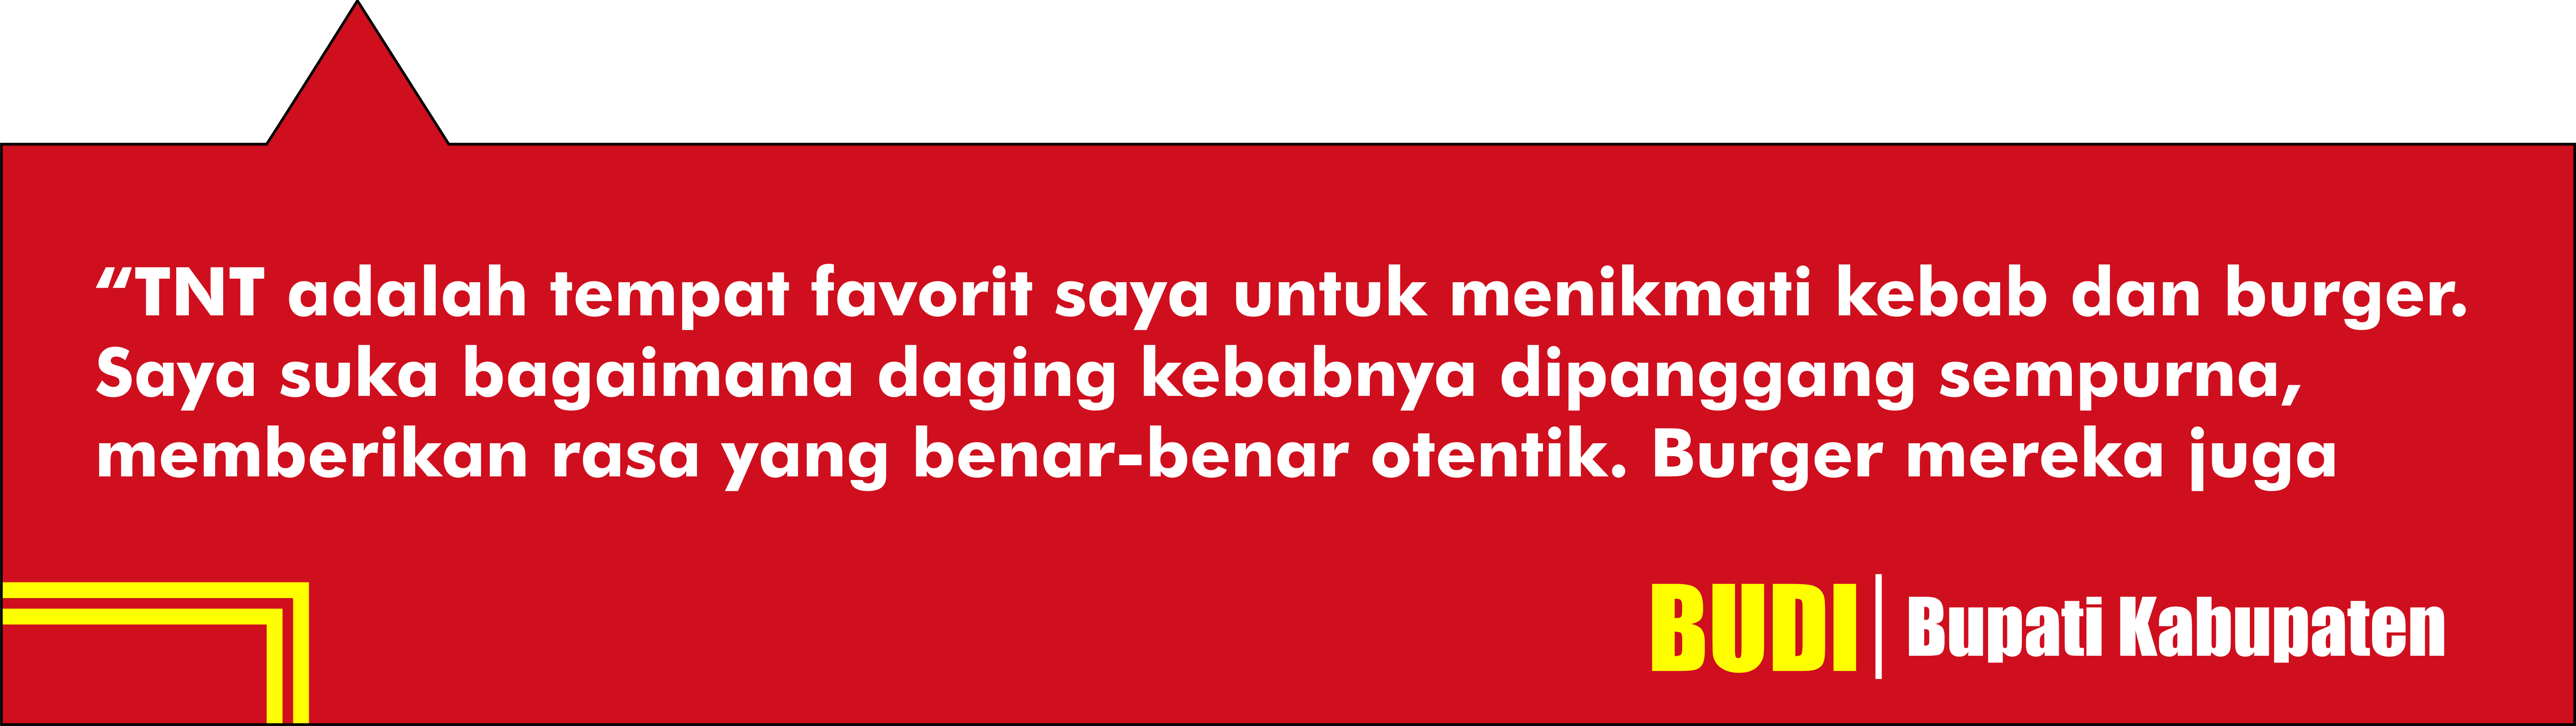 “TNT adalah tempat favorit saya untuk menikmati kebab dan burger.
Saya suka bagaimana daging kebabnya dipanggang sempurna,
memberikan rasa yang benar-benar otentik. Burger mereka juga
BUDI | Bupati Kabupaten